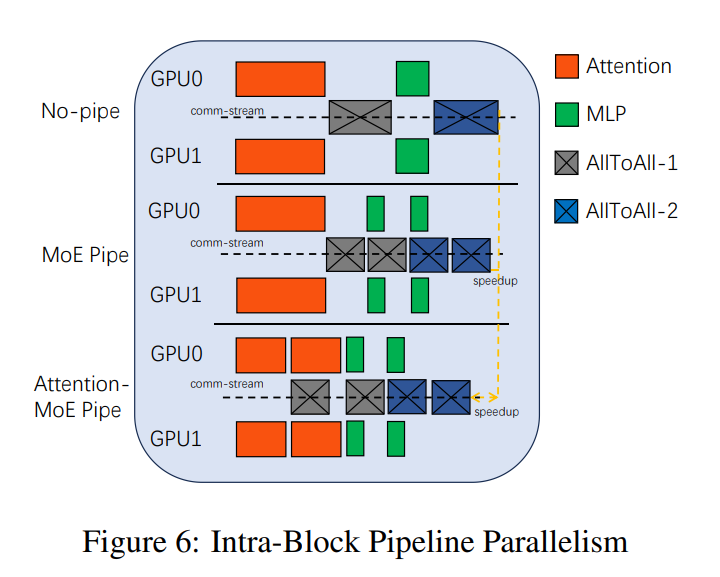 GPU0
No-pipe
comm-stream
GPU1
GPU0
MoE Pipe
comm-stream
speedup
GPU1
GPU0
Attention-
MoE Pipe
comm-stream
speedup
GPU1
Attention
MLP
AllToAll-1
AllToAll-2
Figure 6: Intra-Block Pipeline Parallelism